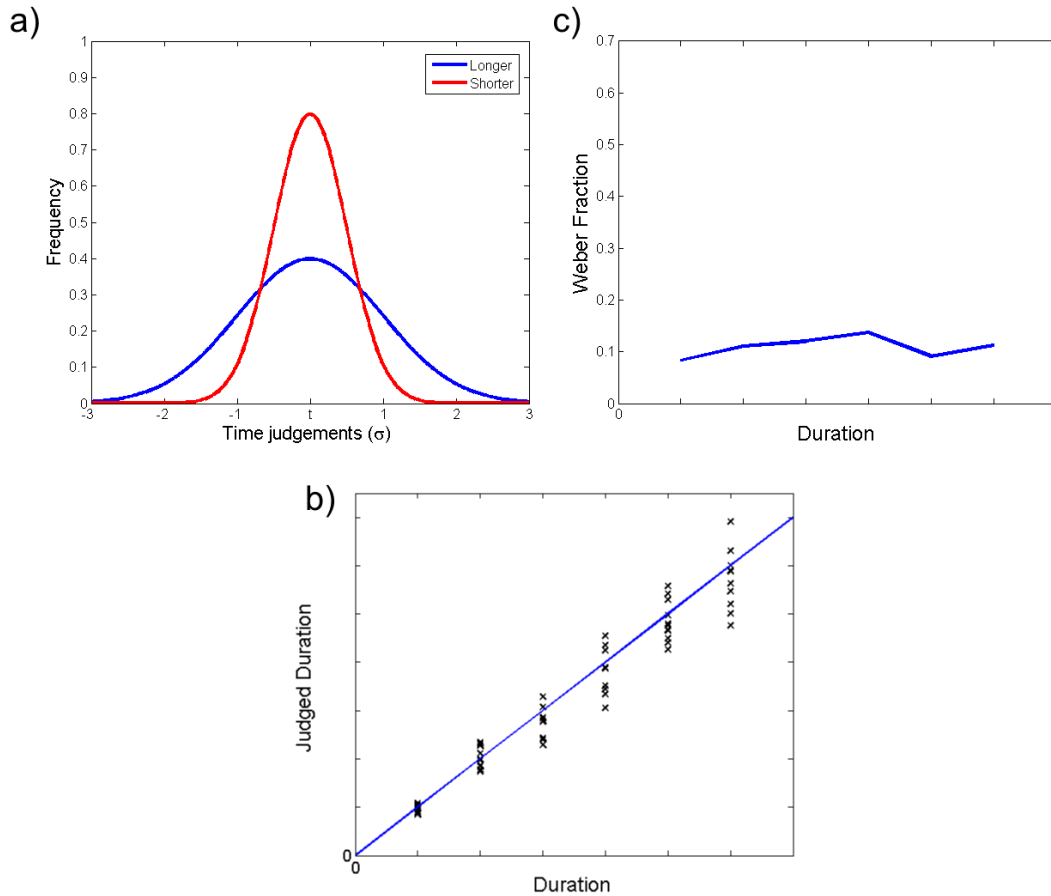 a)
1
0.9
0.8
0.7
0.6
0.5
0.4
0.3
0.2
0.1
0
Frequency
-3 -2 -1 t 1 2 3
Time judgements (σ)
Longer
Shorter
c)
0.7
0.6
0.5
0.4
0.3
0.2
0.1
0
Weber Fraction
0
Duration
b)
Judged Duration
0
0
Duration